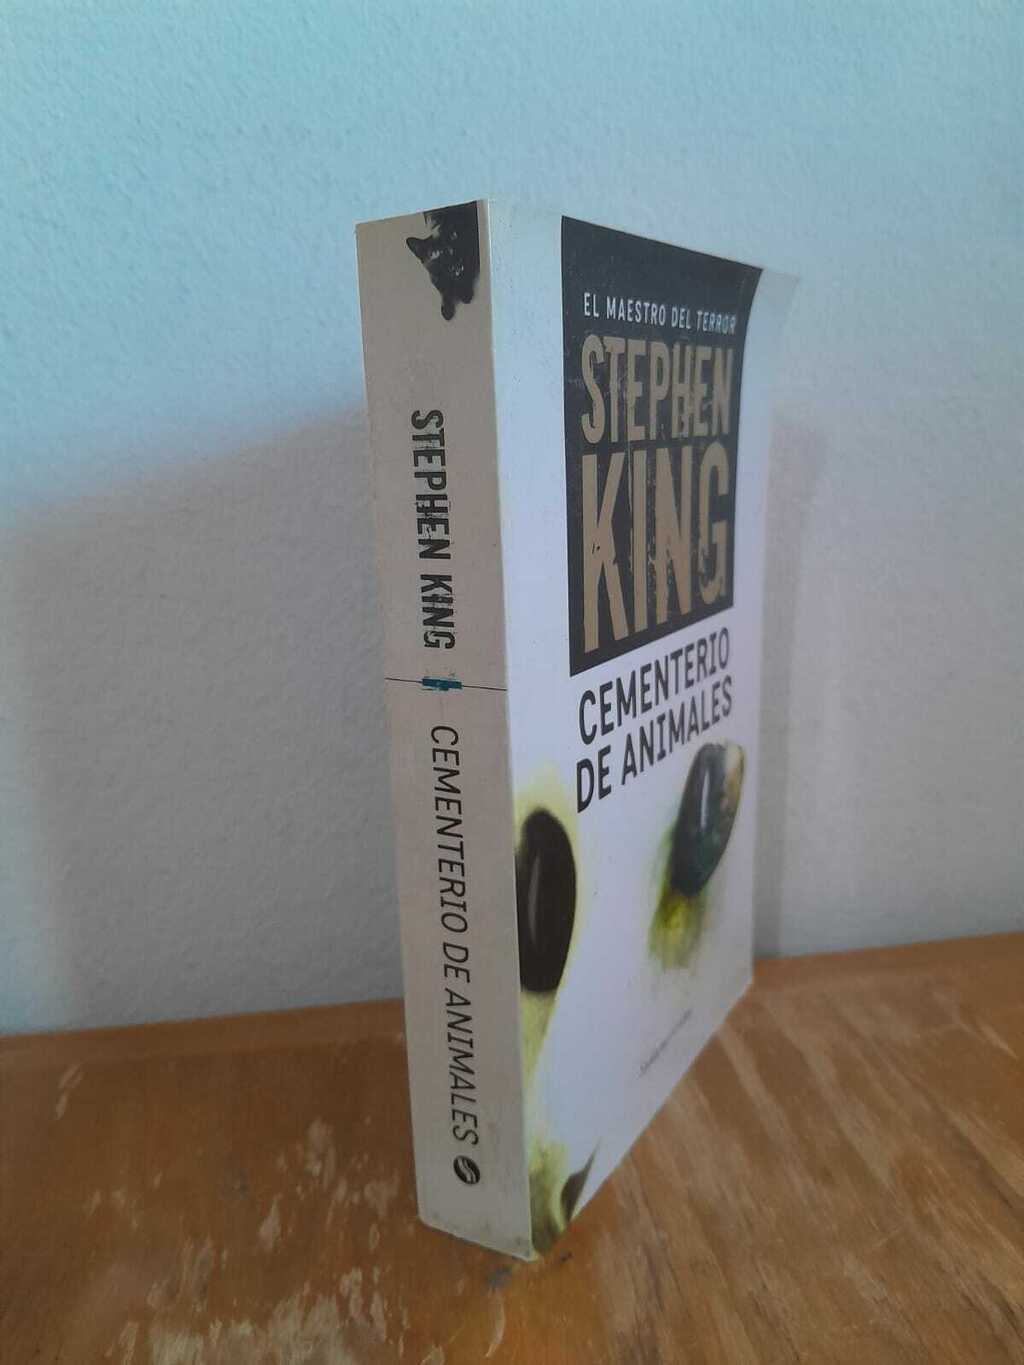 STEPHEN KING
CEMENTERIO DE ANIMALES
EL MAESTRO DEL TERROR
STEPHEN
KING
CEMENTERIO
DE ANIMALES